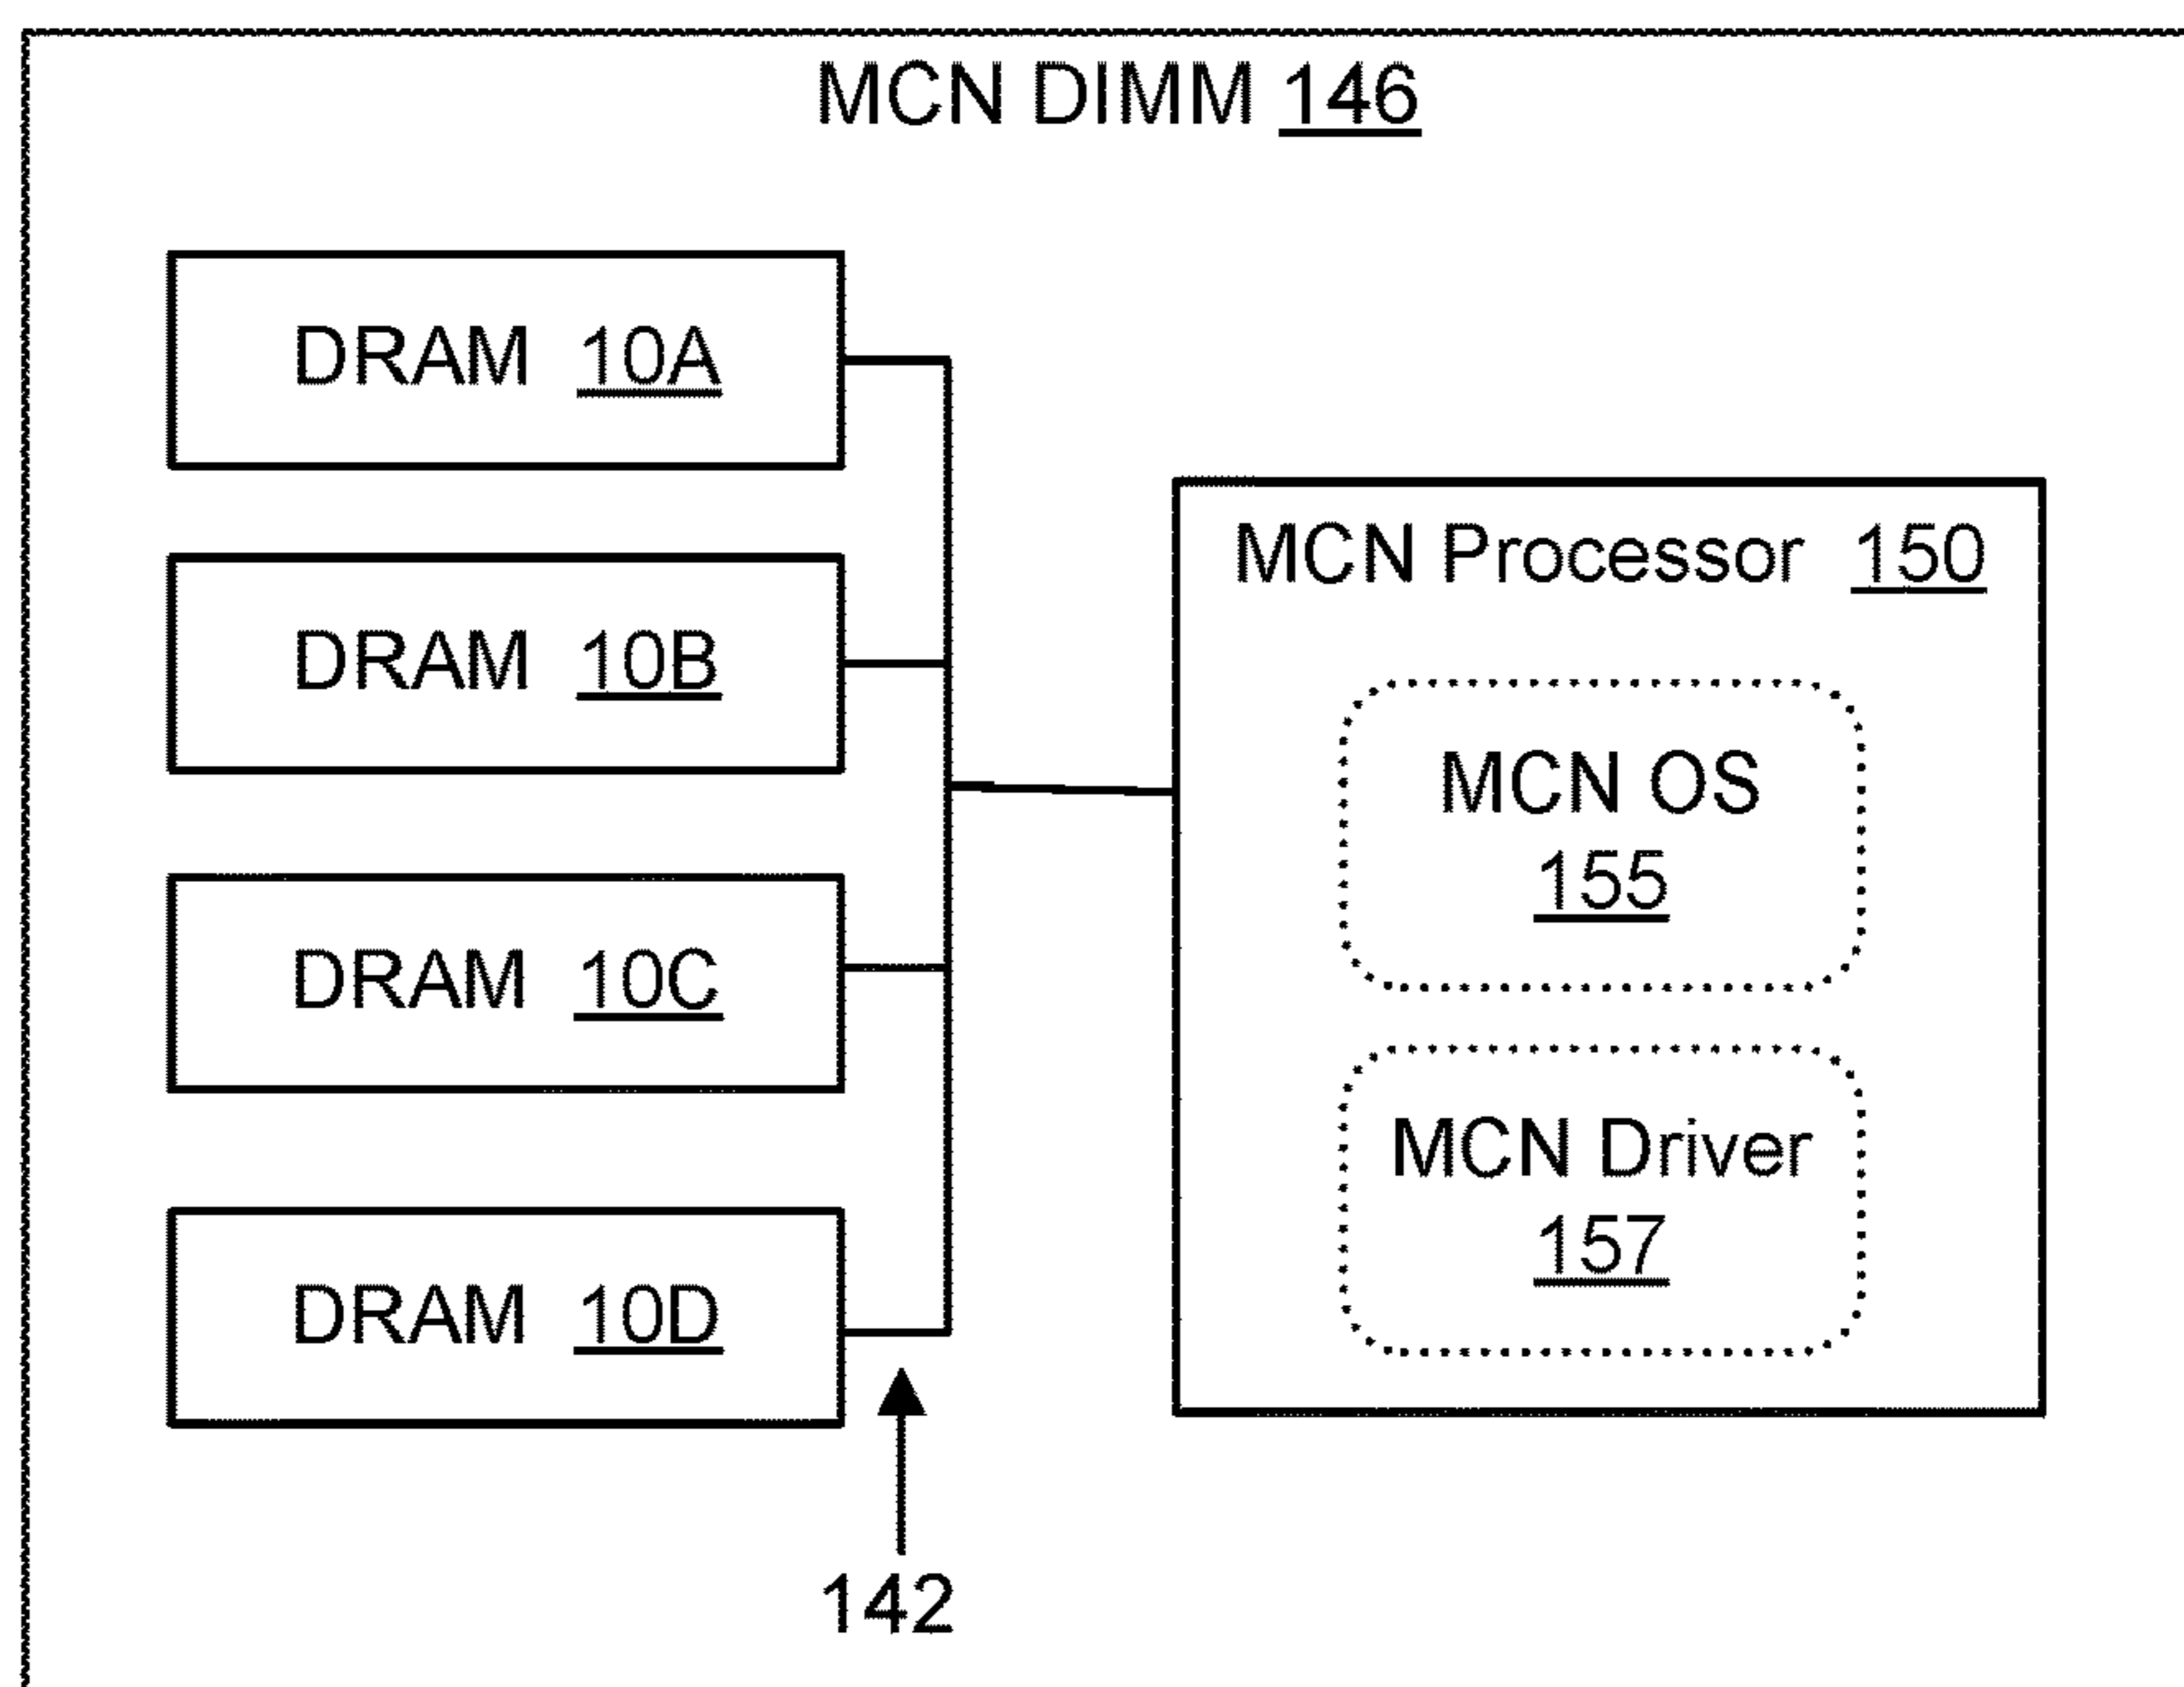 MCN DIMM 146
DRAM 10A
DRAM 10B
DRAM 10C
DRAM 10D
142
MCN Processor 150
MCN OS
155
MCN Driver
157